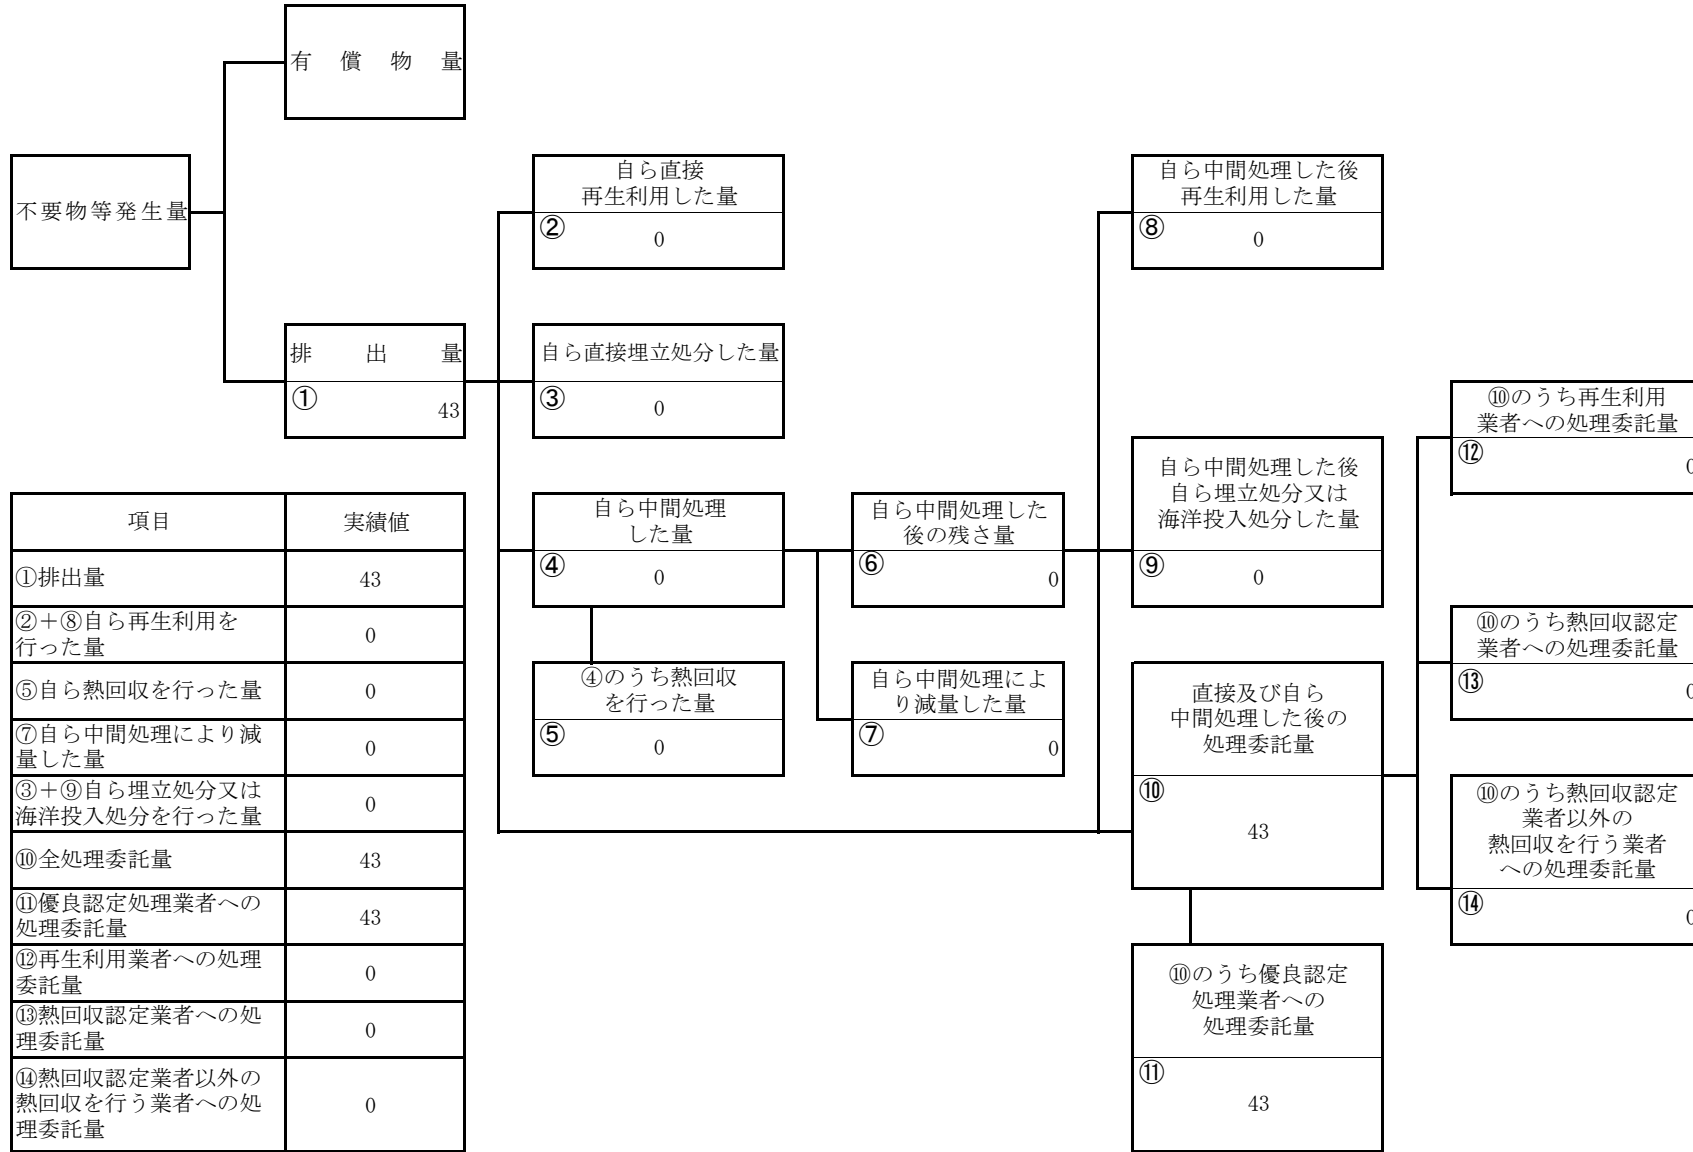 有償物量
不要物等発生量
排出量
①
43
自ら直接
再生利用した量
②
0
自ら直接埋立処分した量
③
0
自ら中間処理
した量
④
0
④のうち熱回収
を行った量
⑤
0
自ら中間処理した
後の残さ量
⑥
0
自ら中間処理によ
り減量した量
⑦
0
自ら中間処理した後
再生利用した量
⑧
0
自ら中間処理した後
自ら埋立処分又は
海洋投入処分した量
⑨
0
直接及び自ら
中間処理した後の
処理委託量
⑩
43
⑩のうち優良認定
処理業者への
処理委託量
⑪
43
⑩のうち再生利用
業者への処理委託量
⑫
0
⑩のうち熱回収認定
業者への処理委託量
⑬
0
⑩のうち熱回収認定
業者以外の
熱回収を行う業者
への処理委託量
⑭
0
項目 実績値
①排出量 43
②+⑧自ら再生利用を
行った量
0
⑤自ら熱回収を行った量 0
⑦自ら中間処理により減
量した量
0
③+⑨自ら埋立処分又は
海洋投入処分を行った量
0
⑩全処理委託量 43
⑪優良認定処理業者への
処理委託量
43
⑫再生利用業者への処理
委託量
0
⑬熱回収認定業者への処
理委託量
0
⑭熱回収認定業者以外の
熱回収を行う業者への処
理委託量
0